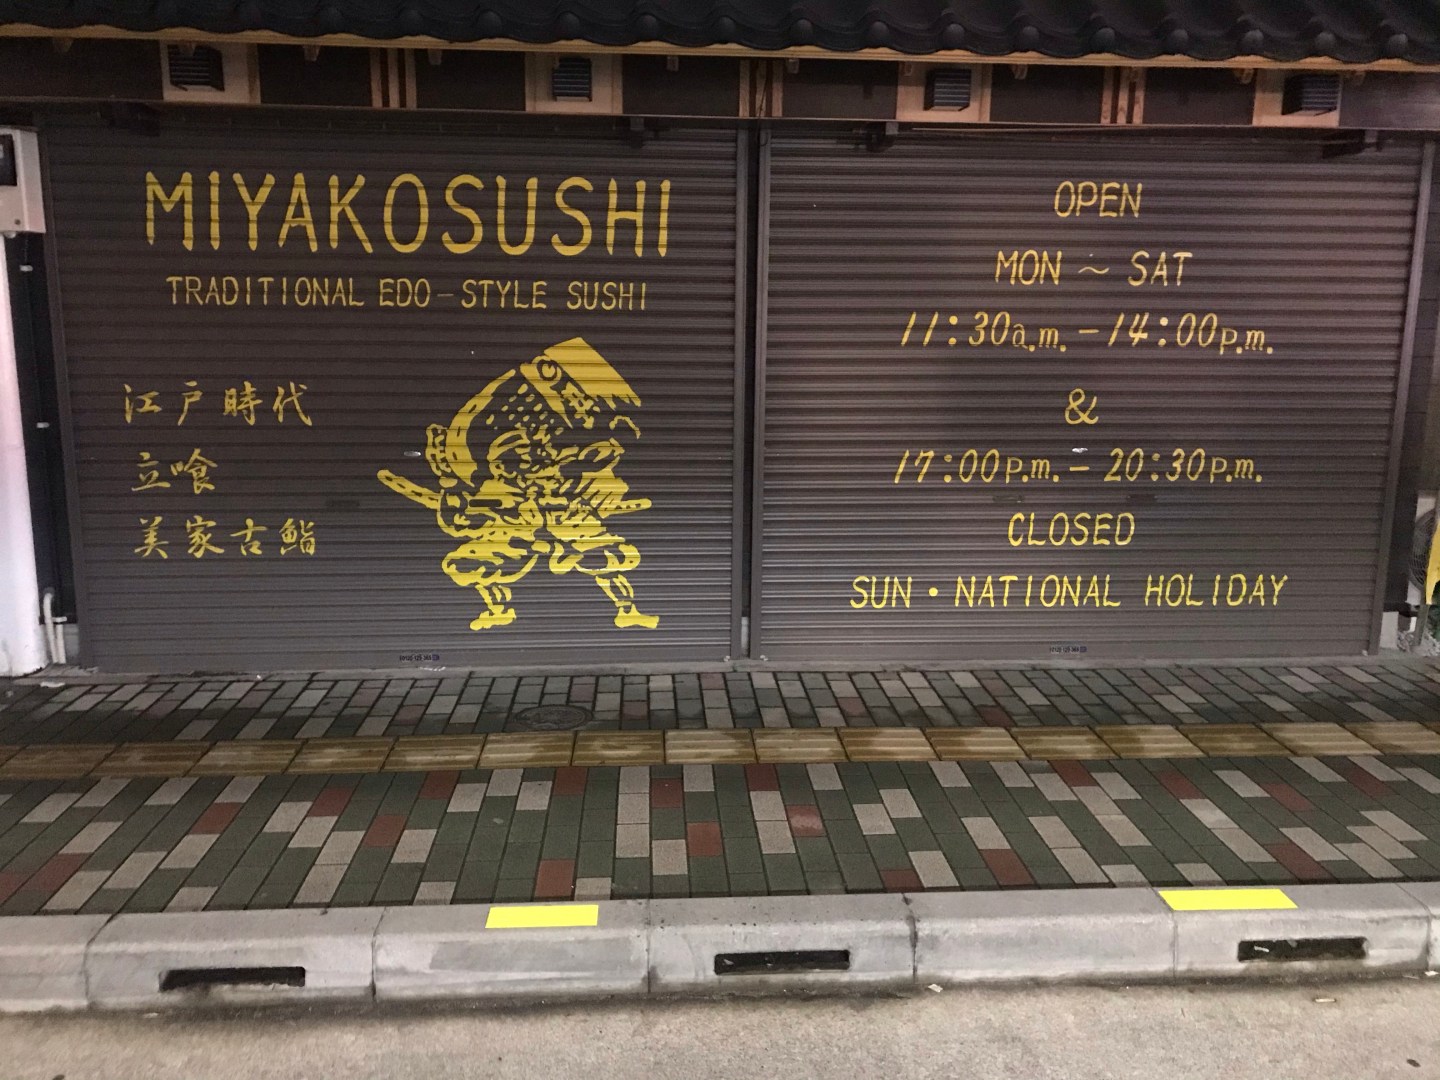 MIYAKOSUSHI
TRADITIONAL EDO-STYLE SUSHI
江戸時代
立喰
美家古鮨
OPEN
MON ～ SAT
11:30a.m.-14:00p.m.
&
17:00p.m.-20:30p.m.
CLOSED
SUN・NATIONAL HOLIDAY